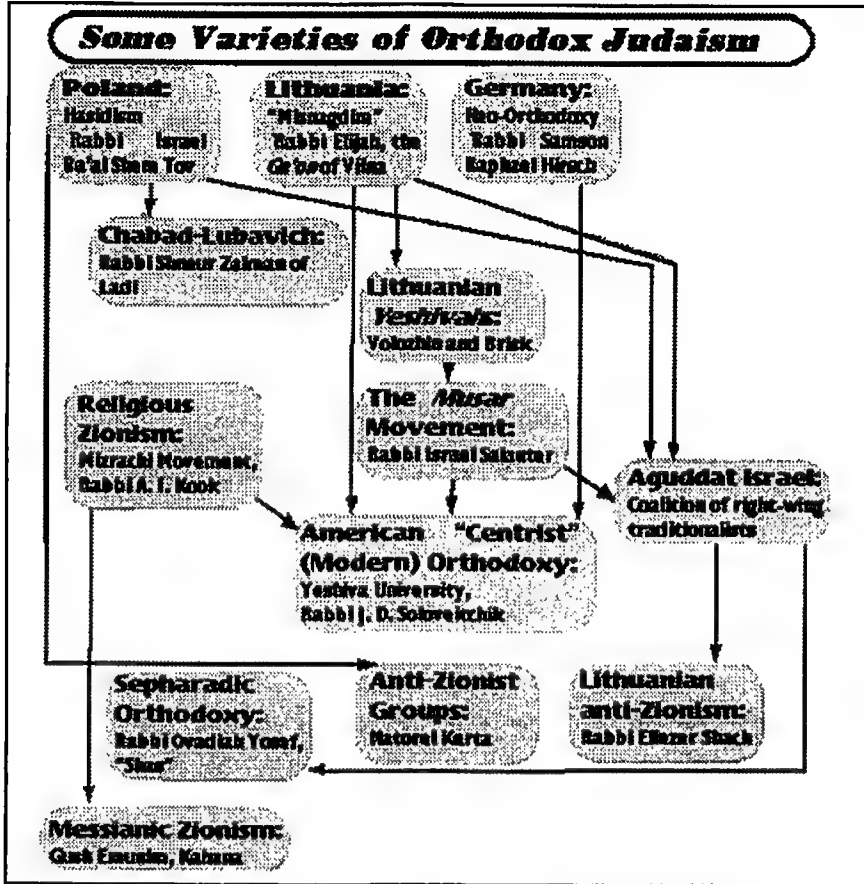 Some Varieties of Orthodox Judaism
Poland:
Hasidism
Rabbi Israel
Ba'al Shem Tov
Lithuania:
"Misnagdim"
Rabbi Elijah, the
Ga'on of Vilna
Germany:
Neo-Orthodoxy
Rabbi Samson
Raphael Hirsch
Chabad-Lubavich:
Rabbi Shneur Zalman of
Ladi
Lithuanian
Yeshivahs:
Volozhin and Brisk
Religious
Zionism:
Mizrachi Movement,
Rabbi A. I. Kook
The Musar
Movement:
Rabbi Israel Salanter
Aguddat Israel:
Coalition of right-wing
traditionalists
American "Centrist"
(Modern) Orthodoxy:
Yeshiva University,
Rabbi J. D. Soloveitchik
Sepharadic
Orthodoxy:
Rabbi Ovadiah Yosef,
"Shas"
Anti-Zionist
Groups:
Natorei Karta
Lithuanian
anti-Zionism:
Rabbi Eliezer Shach
Messianic Zionism:
Gush Emunim, Kahana